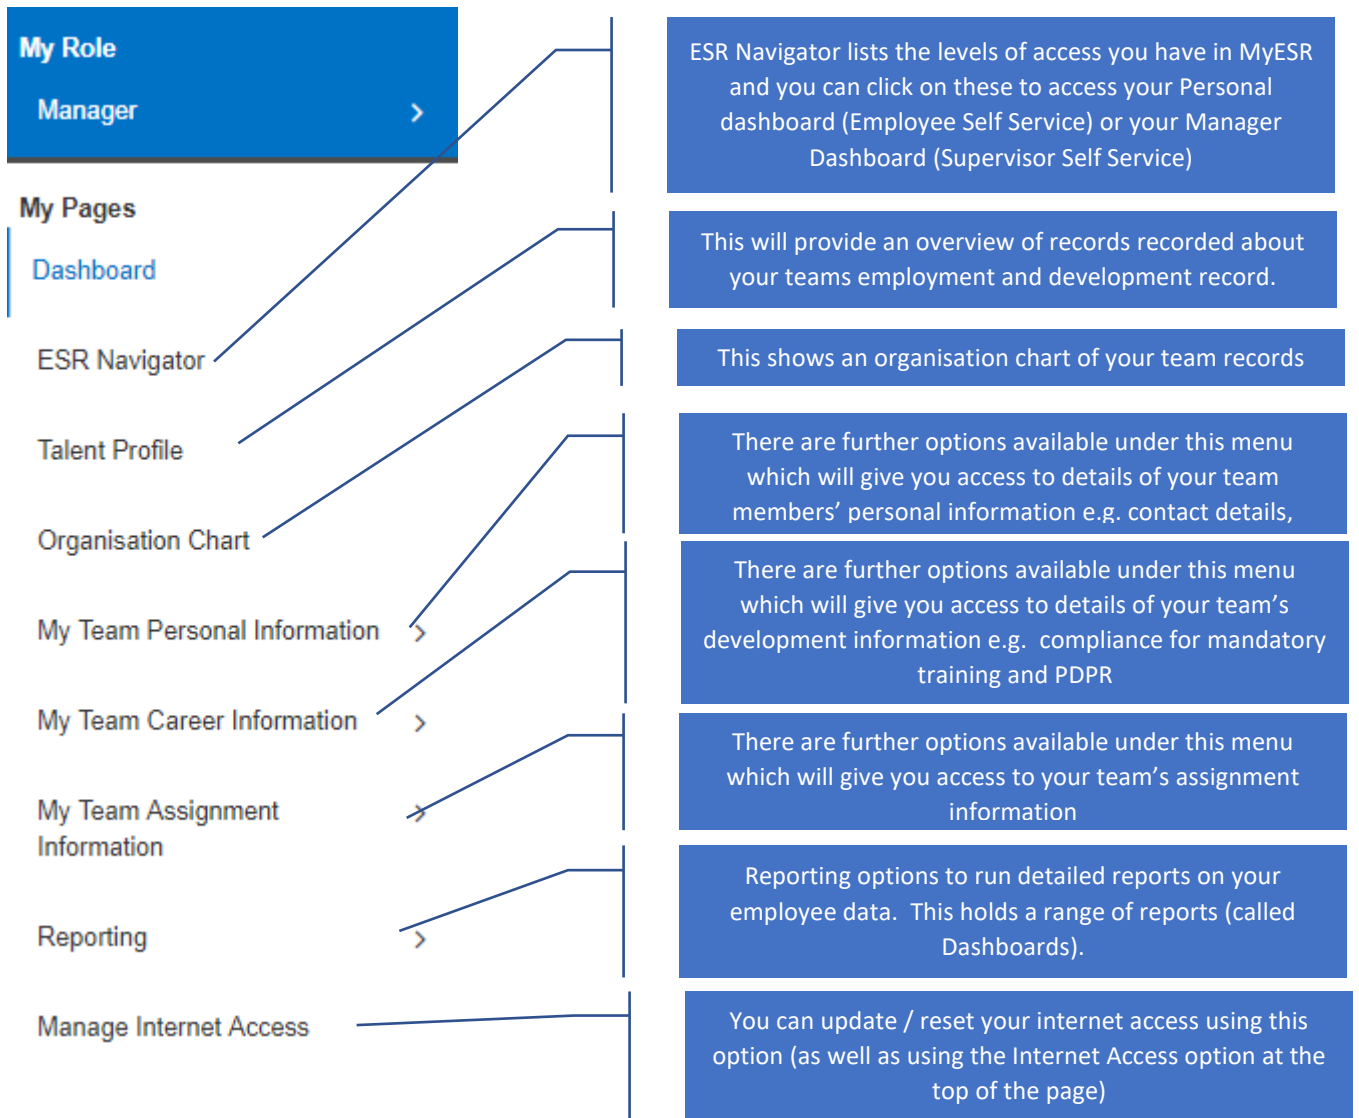 My Role
Manager
My Pages
Dashboard
ESR Navigator
Talent Profile
Organisation Chart
My Team Personal Information
My Team Career Information
My Team Assignment
Information
Reporting
Manage Internet Access
ESR Navigator lists the levels of access you have in MyESR
and you can click on these to access your Personal
dashboard (Employee Self Service) or your Manager
Dashboard (Supervisor Self Service)
This will provide an overview of records recorded about
your teams employment and development record.
This shows an organisation chart of your team records
There are further options available under this menu
which will give you access to details of your team
members’ personal information e.g. contact details,
There are further options available under this menu
which will give you access to details of your team’s
development information e.g.  compliance for mandatory
training and PDPR
There are further options available under this menu
which will give you access to your team’s assignment
information
Reporting options to run detailed reports on your
employee data.  This holds a range of reports (called
Dashboards).
You can update / reset your internet access using this
option (as well as using the Internet Access option at the
top of the page)